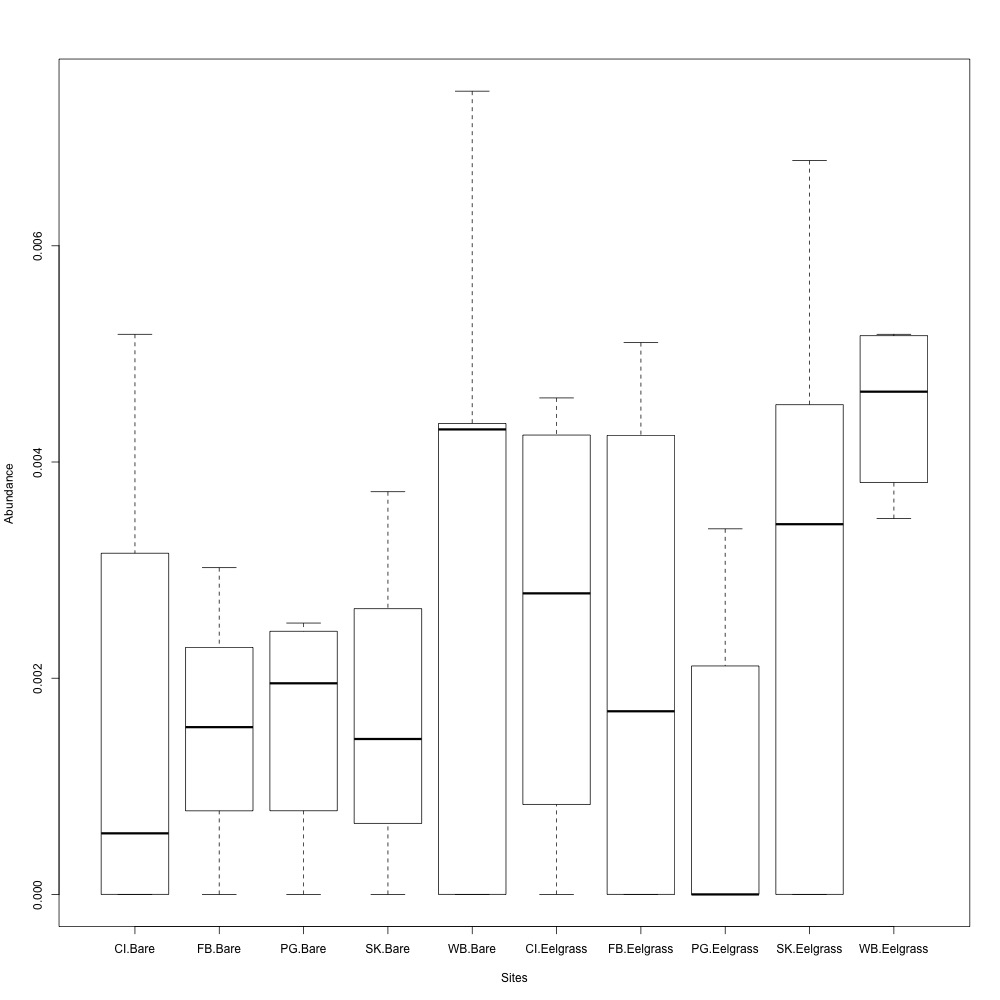 Abundance
0.006
0.004
0.002
0.000
CI.Bare FB.Bare PG.Bare SK.Bare WB.Bare CI.Eelgrass FB.Eelgrass PG.Eelgrass SK.Eelgrass WB.Eelgrass
Sites